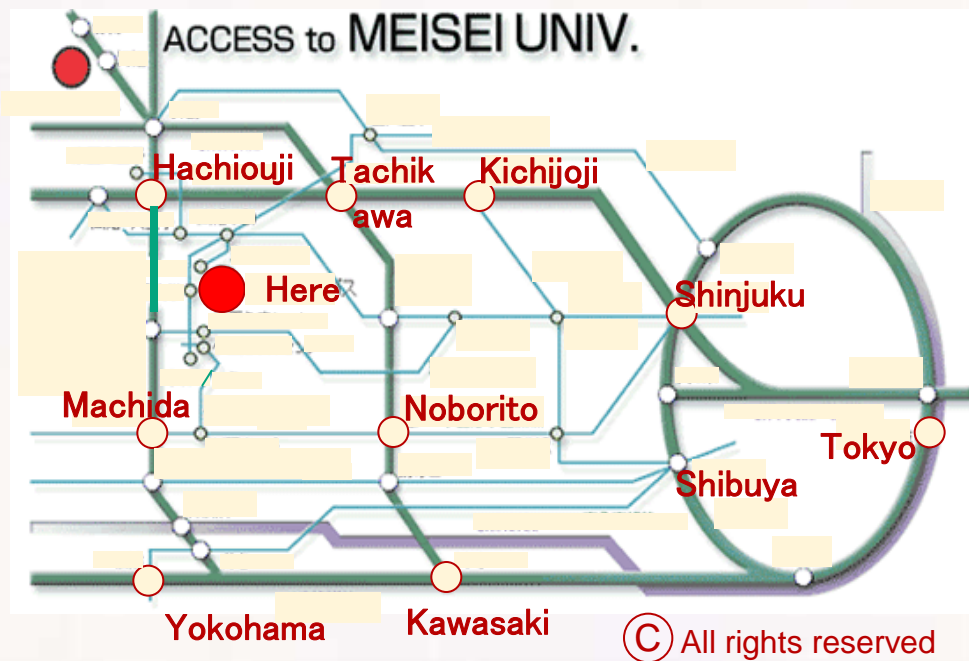 ACCESS to MEISEI UNIV.
Hachiouji
Tachik
awa
Kichijoji
Here
ス
Shinjuku
Machida
Noborito
Tokyo
Shibuya
Yokohama
Kawasaki
Ⓒ All rights reserved